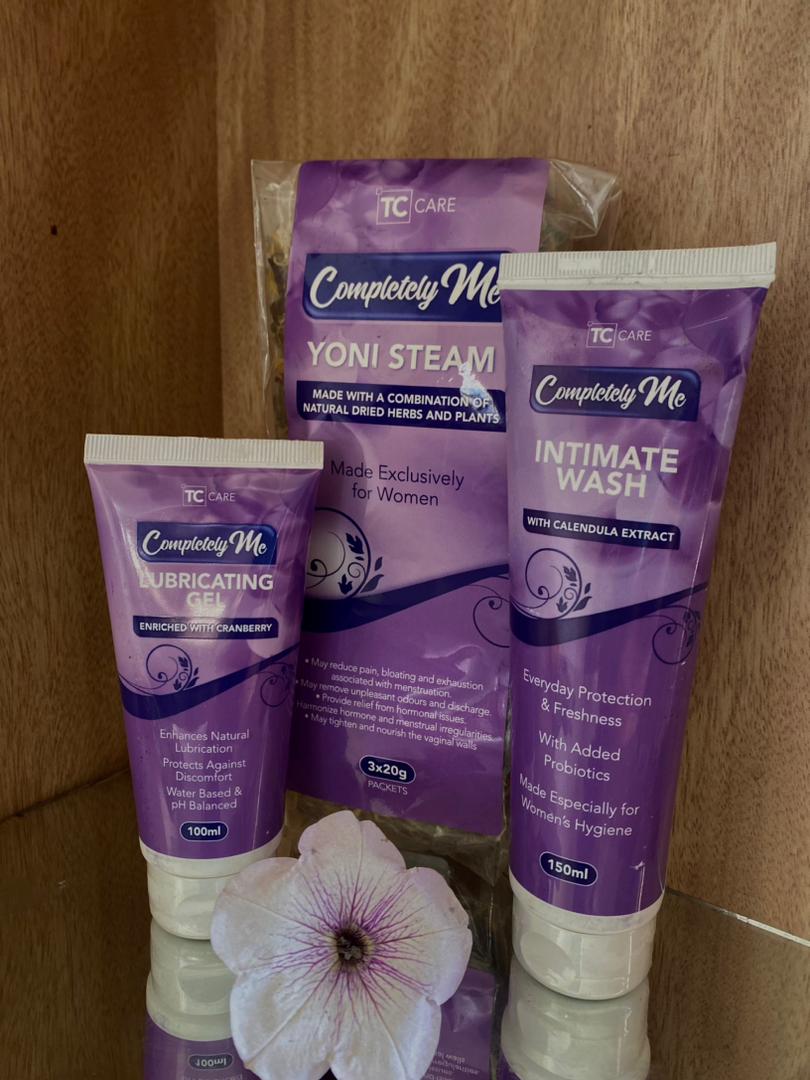 TC CARE
Completely Me
LUBRICATING
GEL
ENRICHED WITH CRANBERRY
Enhances Natural
Lubrication
Protects Against
Discomfort
Water Based &
pH Balanced
100ml
TC CARE
Completely Me
YONI STEAM
MADE WITH A COMBINATION OF
NATURAL DRIED HERBS AND PLANTS
Made Exclusively
for Women
• May reduce pain, bloating and exhaustion
associated with menstruation.
• May remove unpleasant odours and discharge.
• Provide relief from hormonal issues.
Harmonize hormone and menstrual irregularities.
• May tighten and nourish the vaginal walls
3x20g
PACKETS
TC CARE
Completely Me
INTIMATE
WASH
WITH CALENDULA EXTRACT
Everyday Protection
& Freshness
With Added
Probiotics
Made Especially for
Women's Hygiene
150ml